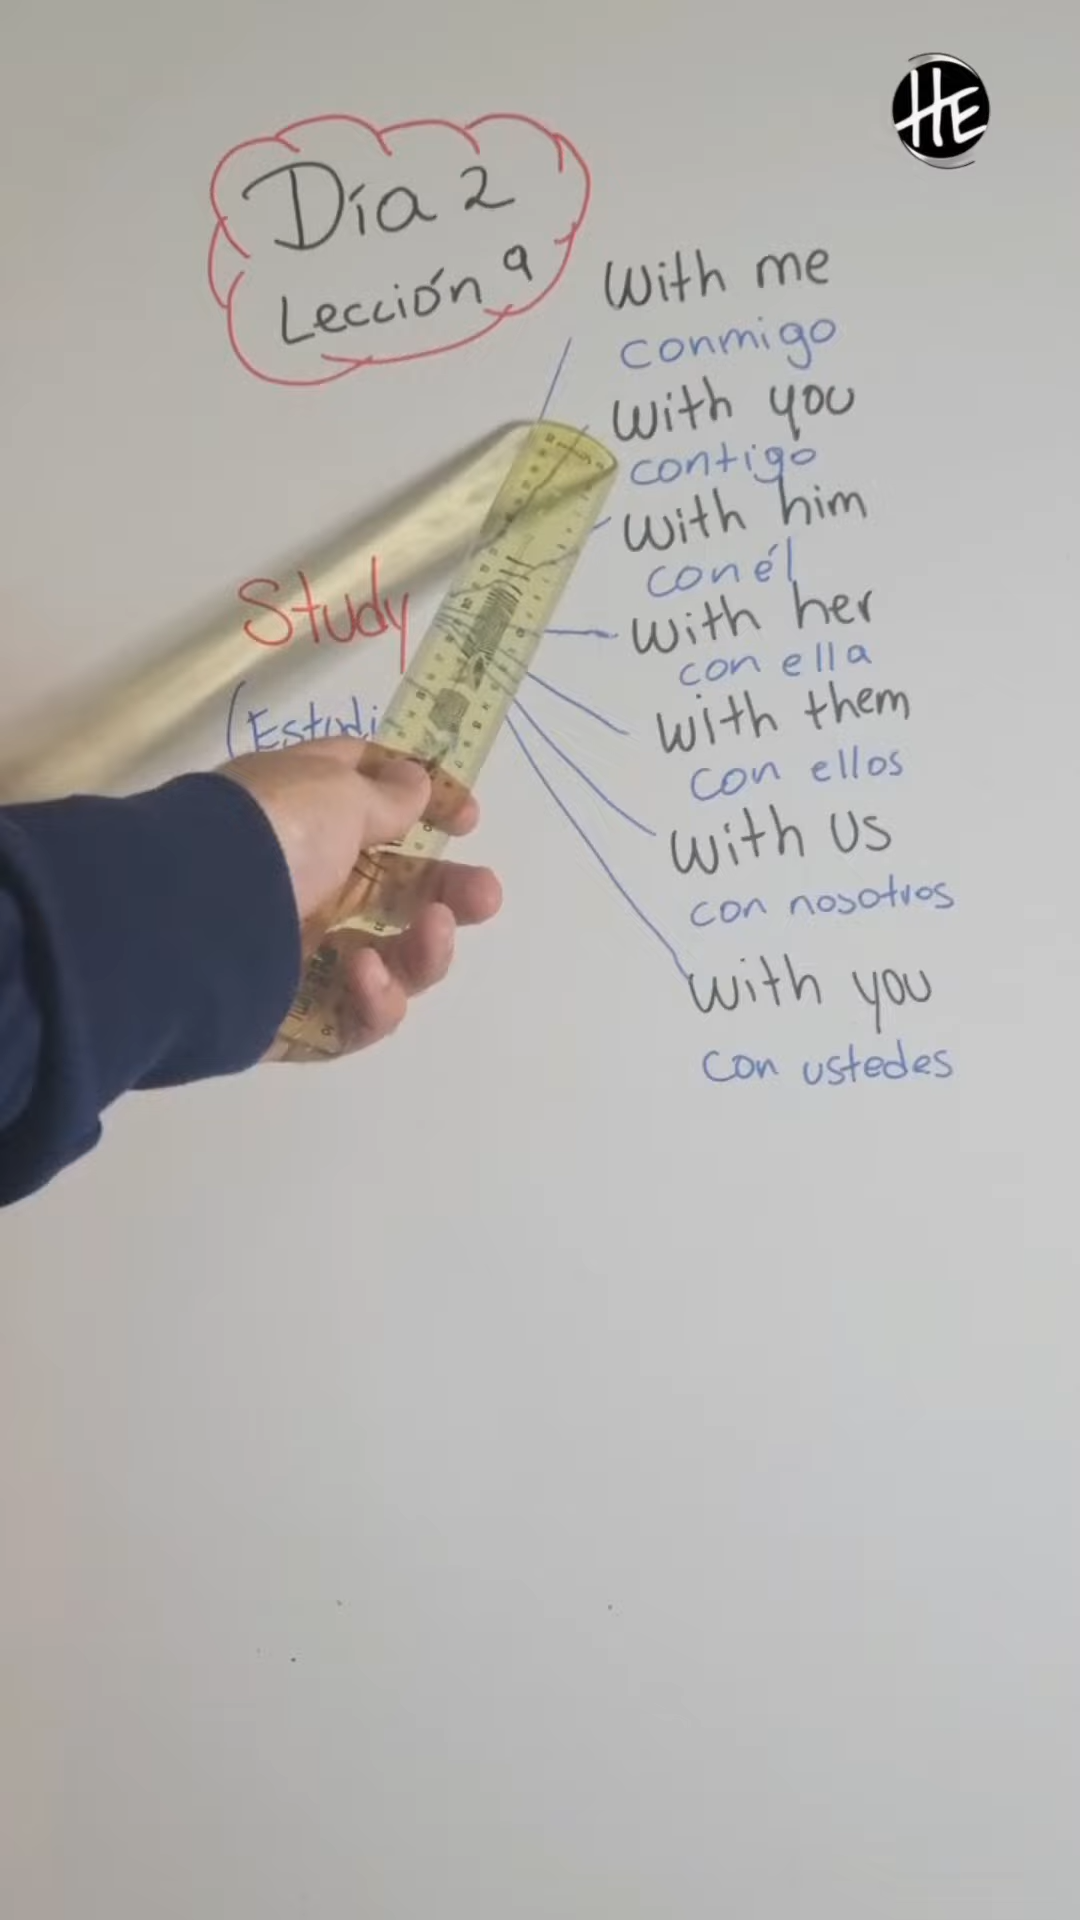 HE
Día 2
Lección 9
With me
conmigo
With you
contigo
With him
con él
With her
con ella
With them
con ellos
With us
con nosotros
With you
con ustedes
Study